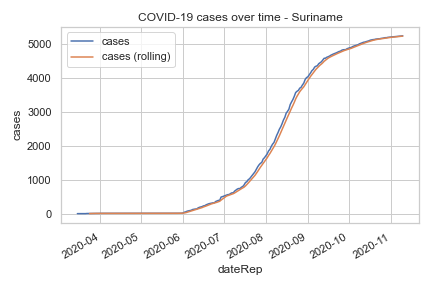 COVID-19 cases over time - Suriname
cases
cases (rolling)
5000
4000
3000
2000
1000
0
cases
2020-04
2020-05
2020-06
2020-07
2020-08
2020-09
2020-10
2020-11
dateRep